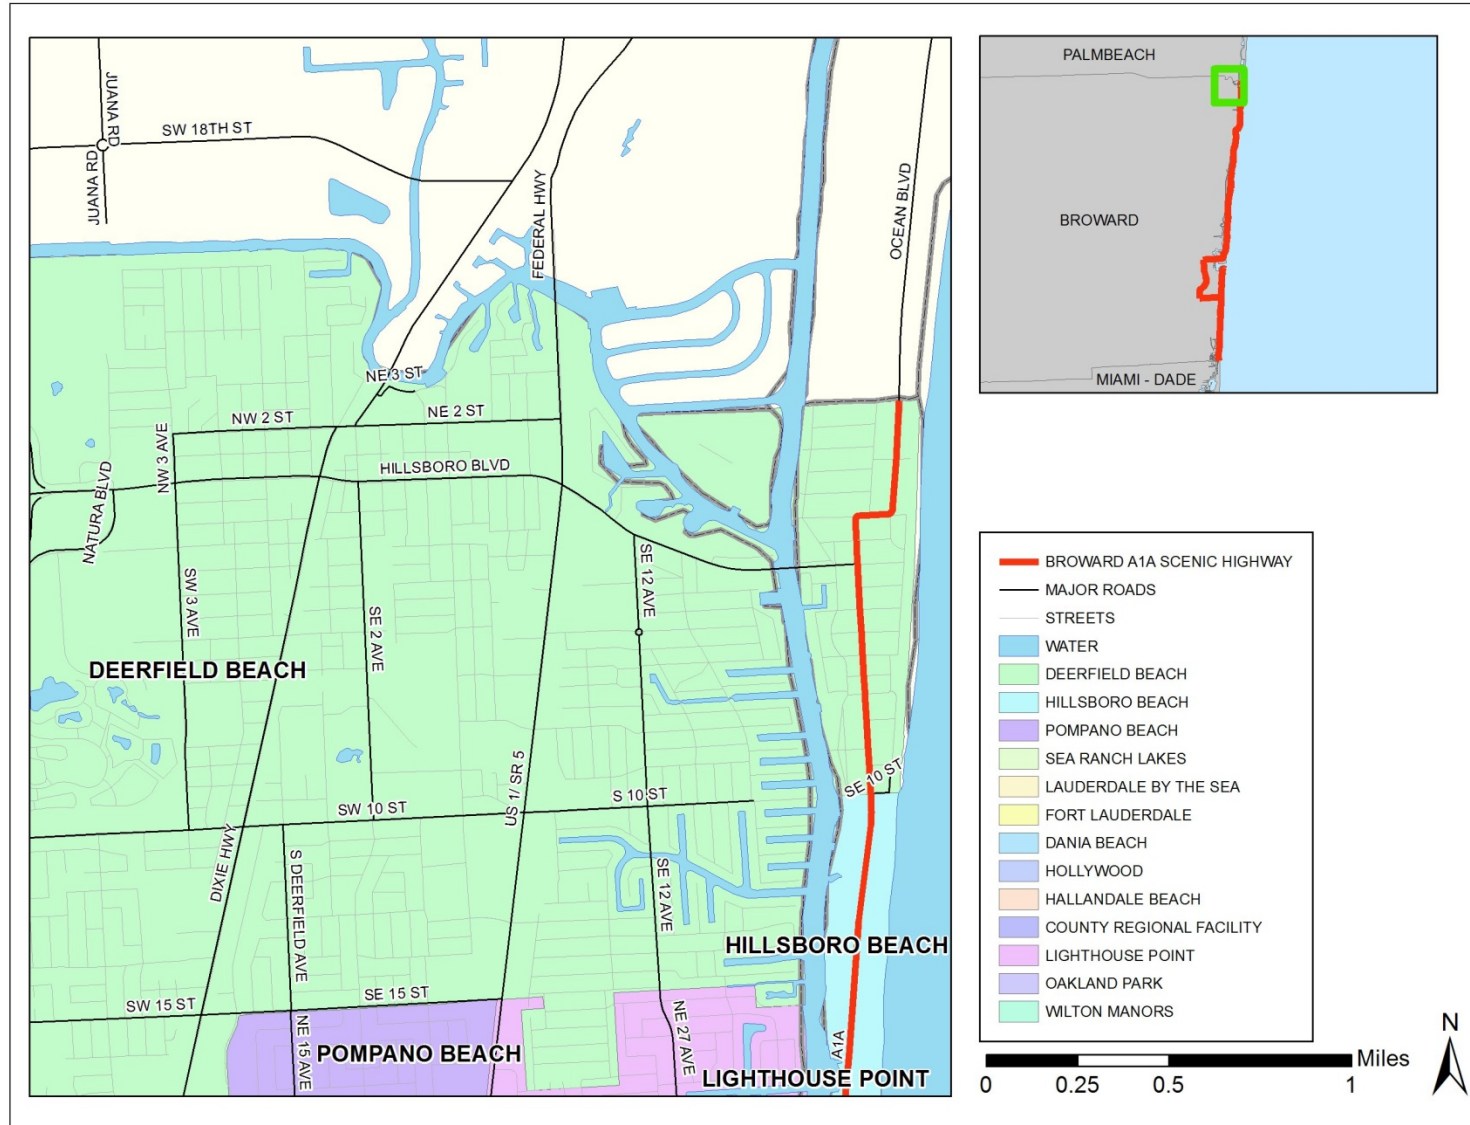 JUANA RD
JUANA RD
SW 18TH ST
FEDERAL HWY
OCEAN BLVD
NE 3 ST
NW 2 ST
NE 2 ST
NW 3 AVE
HILLSBORO BLVD
NATURA BLVD
SW 3 AVE
SE 2 AVE
SE 12 AVE
DEERFIELD BEACH
US 1/ SR 5
SE 10 ST
SW 10 ST
S 10 ST
DIXIE HWY
S DEERFIELD AVE
SE 12 AVE
HILLSBORO BEACH
SW 15 ST
SE 15 ST
NE 15 AVE
NE 27 AVE
A1A
POMPANO BEACH
LIGHTHOUSE POINT
PALMBEACH
BROWARD
MIAMI - DADE
BROWARD A1A SCENIC HIGHWAY
MAJOR ROADS
STREETS
WATER
DEERFIELD BEACH
HILLSBORO BEACH
POMPANO BEACH
SEA RANCH LAKES
LAUDERDALE BY THE SEA
FORT LAUDERDALE
DANIA BEACH
HOLLYWOOD
HALLANDALE BEACH
COUNTY REGIONAL FACILITY
LIGHTHOUSE POINT
OAKLAND PARK
WILTON MANORS
N
Miles
0 0.25 0.5 1